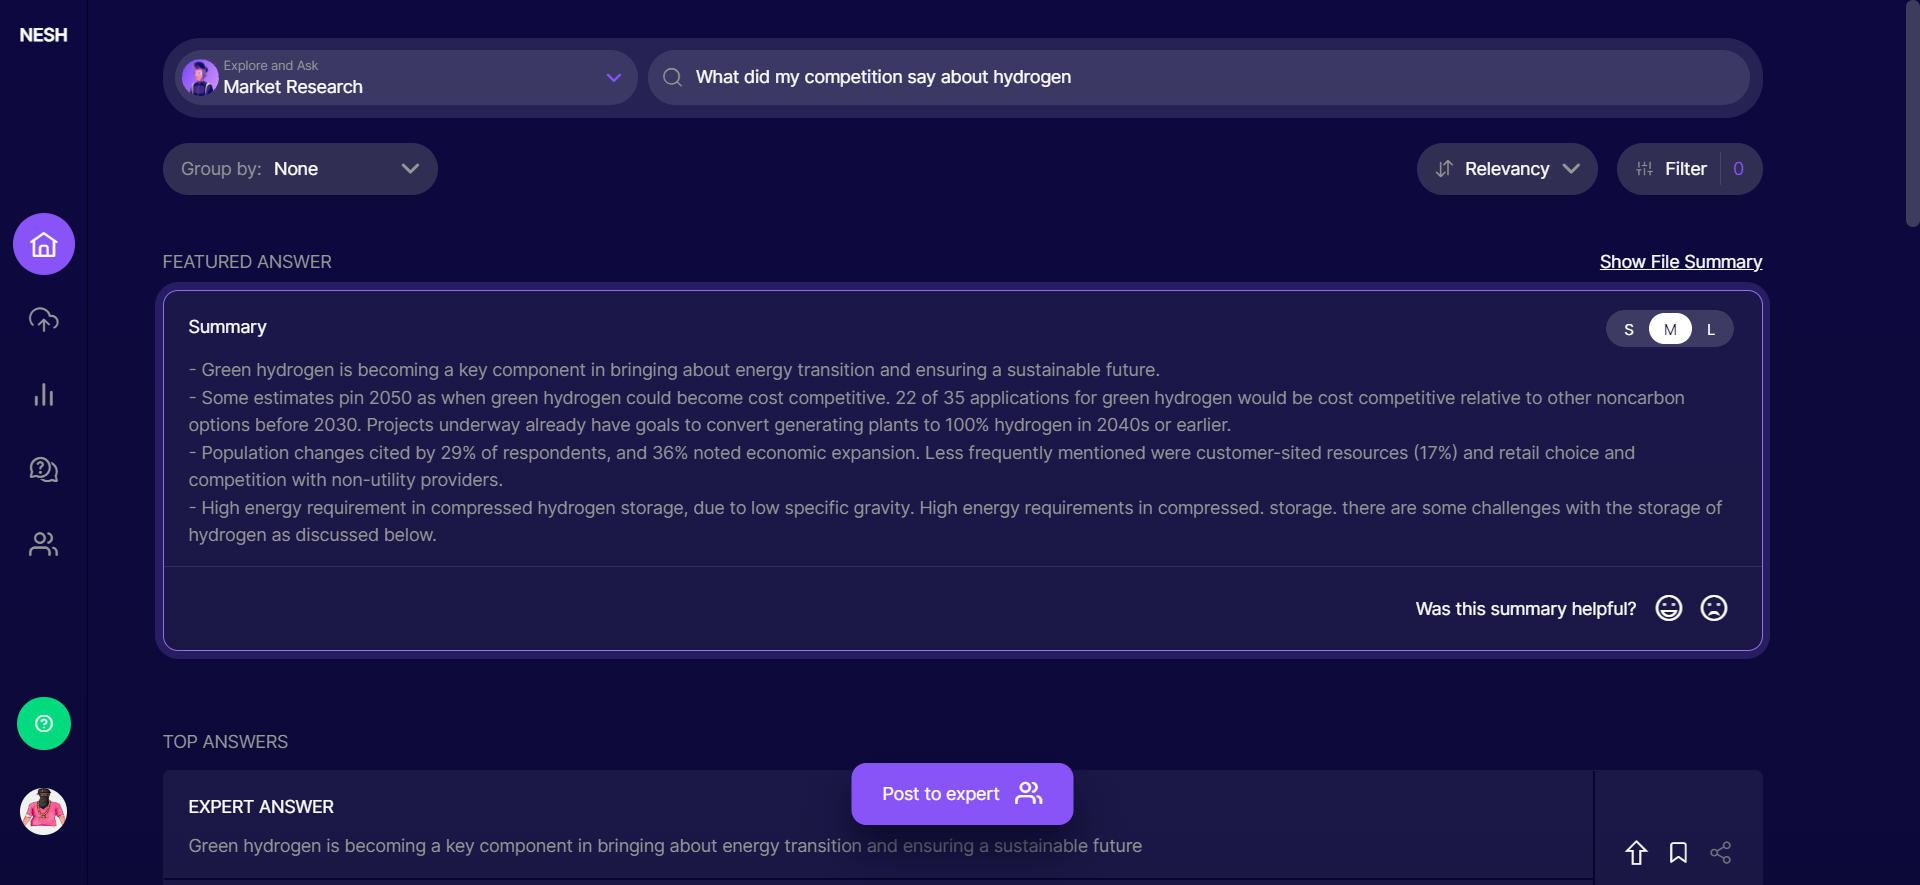 NESH
Explore and Ask
Market Research
What did my competition say about hydrogen
Group by: None
Relevancy
Filter 0
FEATURED ANSWER
Show File Summary
Summary
S M L
- Green hydrogen is becoming a key component in bringing about energy transition and ensuring a sustainable future.
- Some estimates pin 2050 as when green hydrogen could become cost competitive. 22 of 35 applications for green hydrogen would be cost competitive relative to other noncarbon
options before 2030. Projects underway already have goals to convert generating plants to 100% hydrogen in 2040s or earlier.
- Population changes cited by 29% of respondents, and 36% noted economic expansion. Less frequently mentioned were customer-sited resources (17%) and retail choice and
competition with non-utility providers.
- High energy requirement in compressed hydrogen storage, due to low specific gravity. High energy requirements in compressed. storage. there are some challenges with the storage of
hydrogen as discussed below.
Was this summary helpful?
TOP ANSWERS
Post to expert
EXPERT ANSWER
Green hydrogen is becoming a key component in bringing about energy transition and ensuring a sustainable future